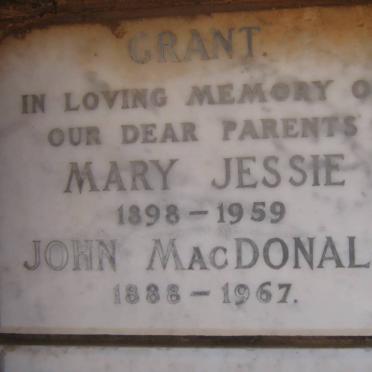 GRANT.
IN LOVING MEMORY O
OUR DEAR PARENTS
MARY JESSIE
1898 - 1959
JOHN MACDONAL
1888 - 1967.